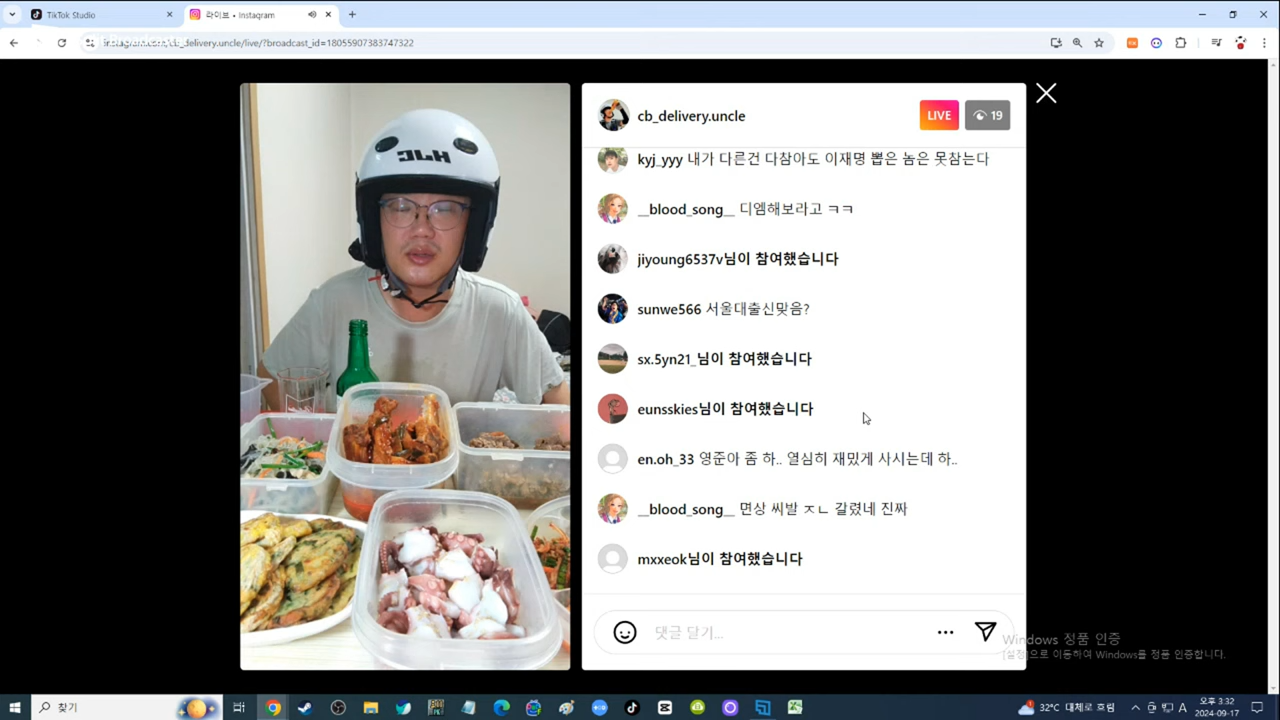 TikTok Studio
라이브 • Instagram
delivery.uncle/live/?broadcast_id=18055907383747322
JLH
cb_delivery.uncle
LIVE
19
kyj_yyy 내가 다른건 다참아도 이재명 뽑은 놈은 못참는다
__blood_song__ 디엠해보라고 ㅋㅋ
jiyoung6537v님이 참여했습니다
sunwe566 서울대출신맞음?
sx.5yn21_님이 참여했습니다
eunsskies님이 참여했습니다
en.oh_33 영준아 좀 하.. 열심히 재밌게 사시는데 하..
__blood_song__ 면상 씨발 ㅈㄴ 갈렸네 진짜
mxxeok님이 참여했습니다
댓글 달기...
Windows 정품 인증
[설정]으로 이동하여 Windows를 정품 인증합니다.
찾기
32°C 대체로 흐림
A
오후 3:32
2024-09-17